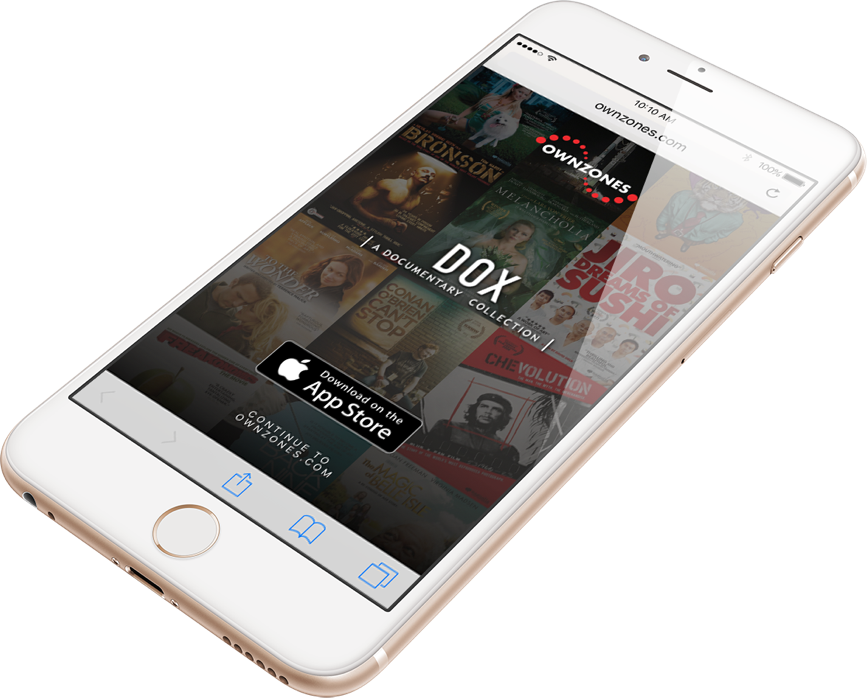 10:10 AM
100%
ownzones.com
OWNZONES
BRONSON
MELANCHOLIA
JIRO
DREAMS OF
SUSHI
DOX
| A DOCUMENTARY COLLECTION |
WONDER
CONAN
O'BRIEN
CAN'T
STOP
CHEVOLUTION
Download on the
App Store
CONTINUE TO
OWNZONES.COM